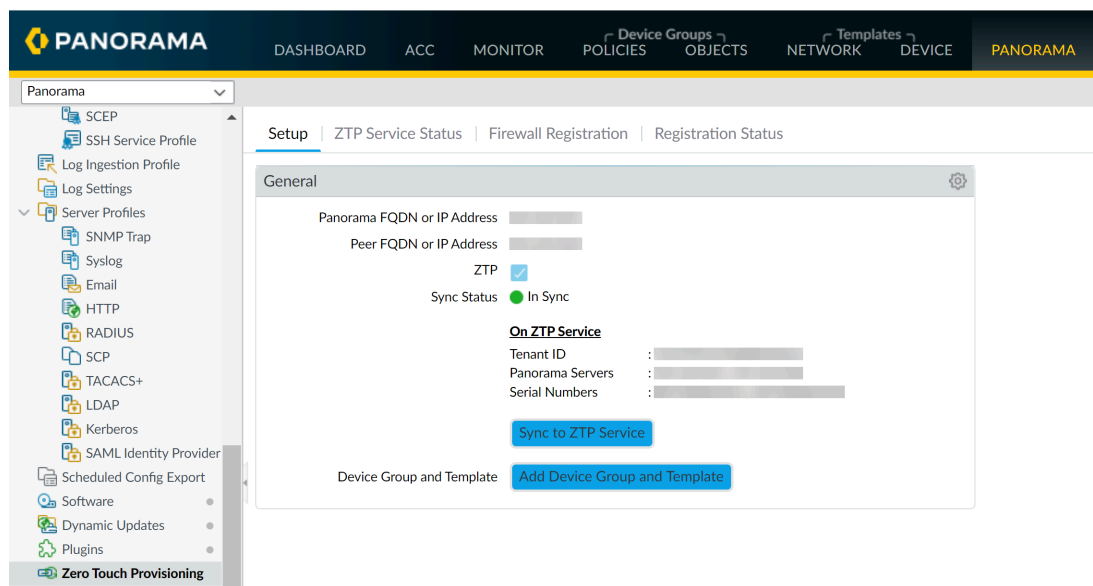 PANORAMA
DASHBOARD ACC MONITOR
Device Groups
POLICIES OBJECTS
Templates
NETWORK DEVICE
PANORAMA
Panorama
SCEP
SSH Service Profile
Log Ingestion Profile
Log Settings
Server Profiles
SNMP Trap
Syslog
Email
HTTP
RADIUS
SCP
TACACS+
LDAP
Kerberos
SAML Identity Provider
Scheduled Config Export
Software
Dynamic Updates
Plugins
Zero Touch Provisioning
Setup ZTP Service Status Firewall Registration Registration Status
General
Panorama FQDN or IP Address
Peer FQDN or IP Address
ZTP
Sync Status In Sync
On ZTP Service
Tenant ID :
Panorama Servers :
Serial Numbers :
Sync to ZTP Service
Device Group and Template Add Device Group and Template